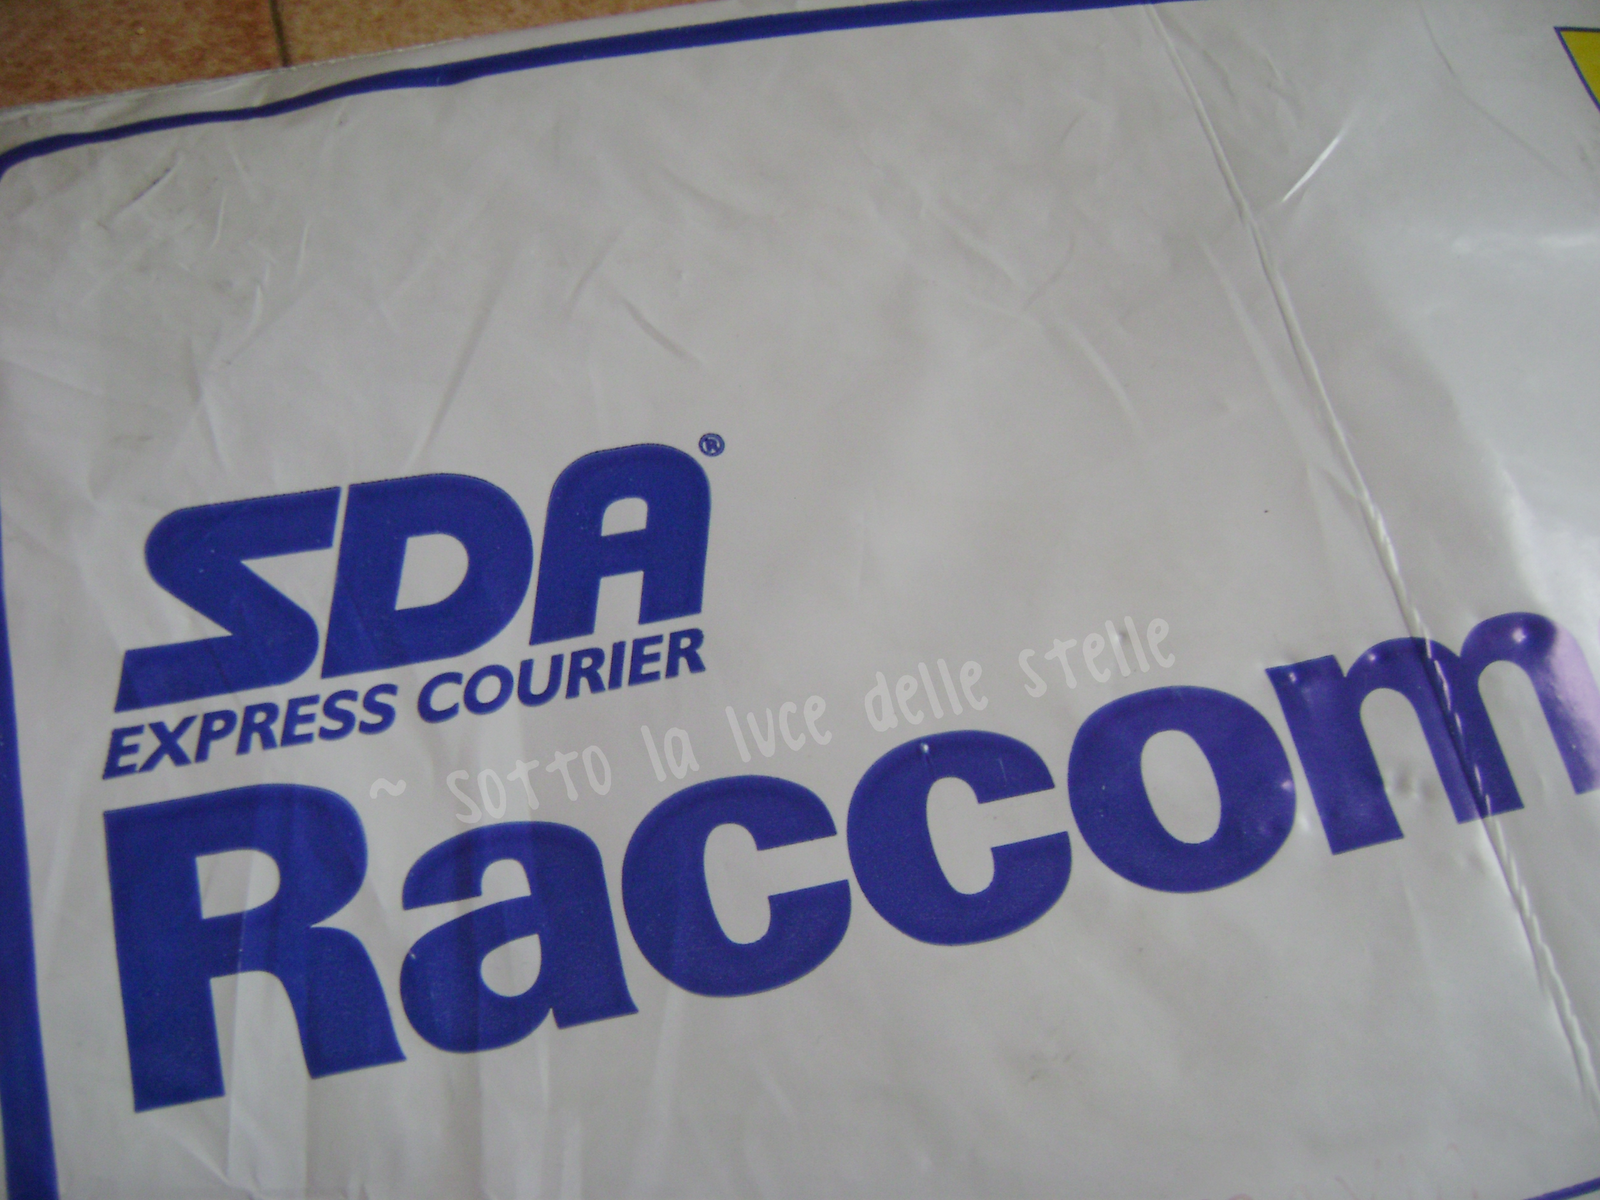 SDA®
EXPRESS COURIER
~ sotto la luce delle stelle
Raccom